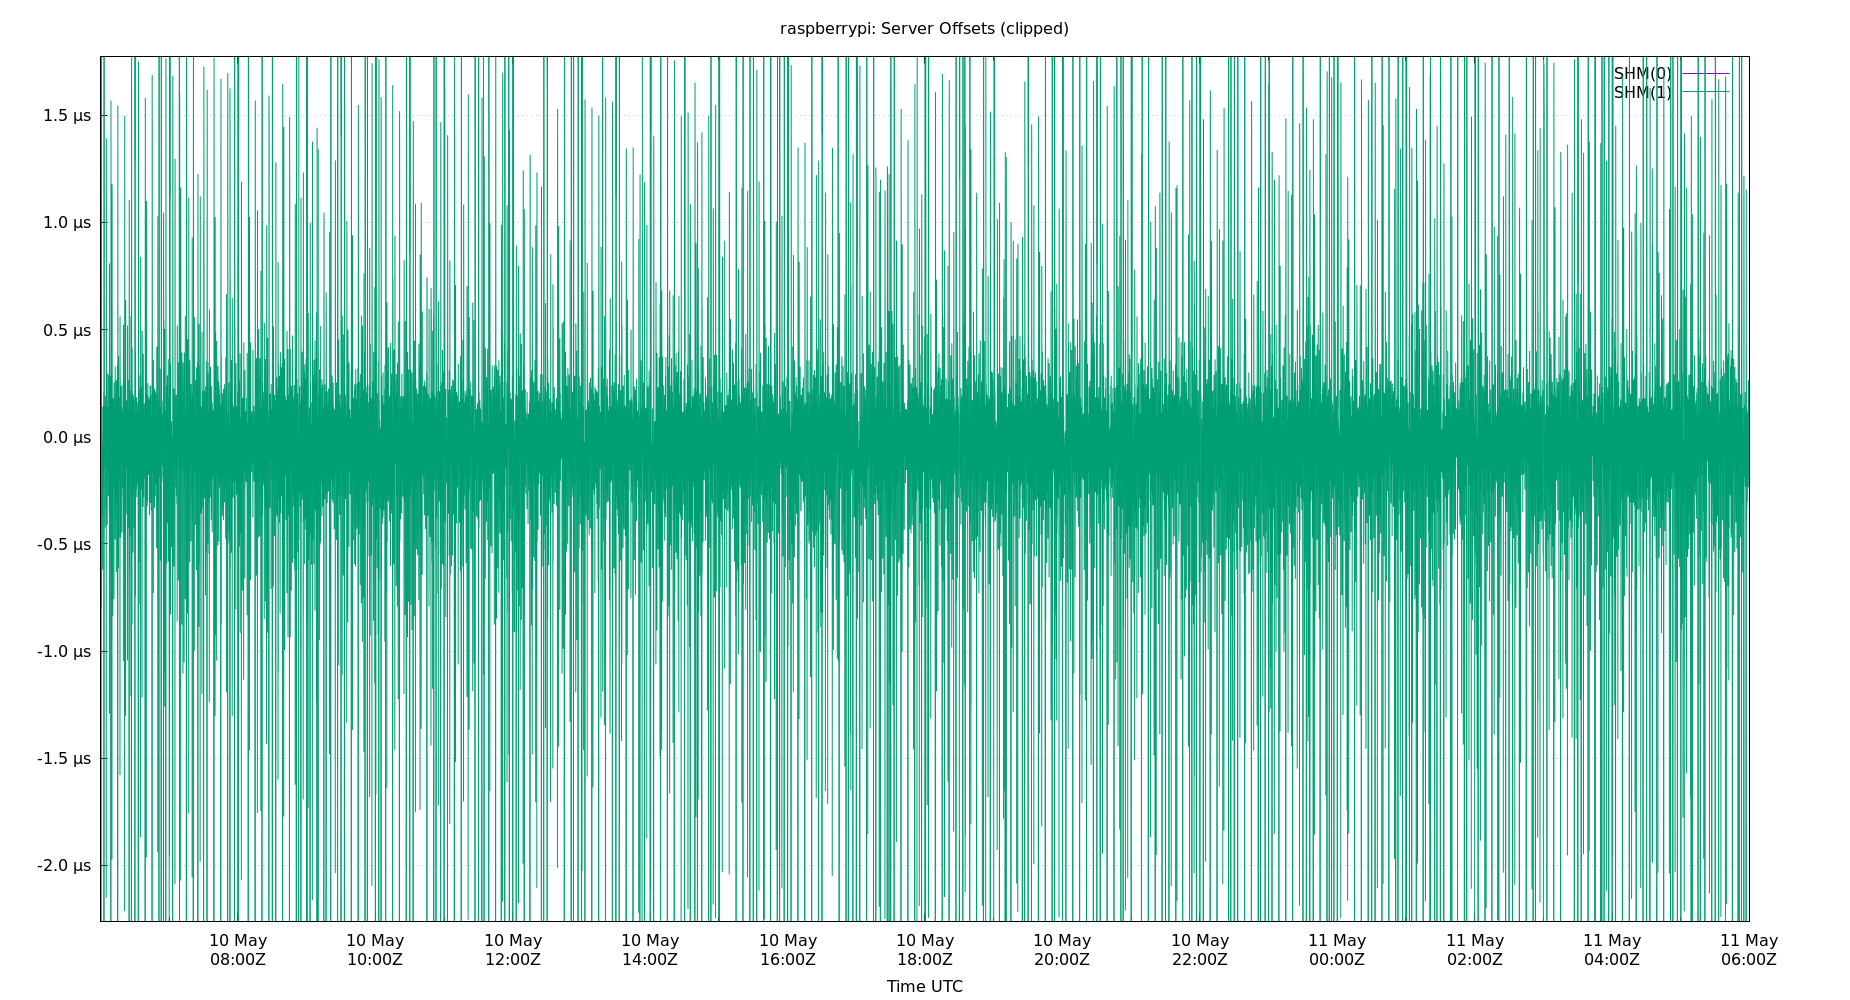 raspberrypi: Server Offsets (clipped)
SHM(0)
SHM(1)
1.5 µs
1.0 µs
0.5 µs
0.0 µs
-0.5 µs
-1.0 µs
-1.5 µs
-2.0 µs
10 May 10 May 10 May 10 May 10 May 10 May 10 May 10 May 11 May 11 May 11 May 11 May
08:00Z 10:00Z 12:00Z 14:00Z 16:00Z 18:00Z 20:00Z 22:00Z 00:00Z 02:00Z 04:00Z 06:00Z
Time UTC